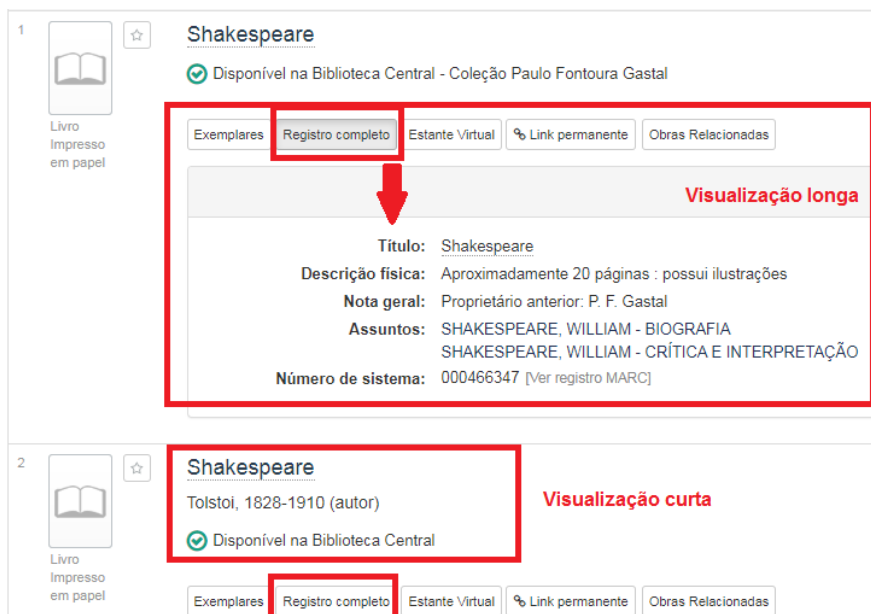 1
Shakespeare
Disponível na Biblioteca Central - Coleção Paulo Fontoura Gastal
Livro
Impresso
em papel
Exemplares Registro completo Estante Virtual Link permanente Obras Relacionadas
Visualização longa
Título: Shakespeare
Descrição física: Aproximadamente 20 páginas : possui ilustrações
Nota geral: Proprietário anterior: P. F. Gastal
Assuntos: SHAKESPEARE, WILLIAM - BIOGRAFIA
SHAKESPEARE, WILLIAM - CRÍTICA E INTERPRETAÇÃO
Número de sistema: 000466347 [Ver registro MARC]
2
Shakespeare
Tolstoi, 1828-1910 (autor)
Visualização curta
Disponível na Biblioteca Central
Livro
Impresso
em papel
Exemplares Registro completo Estante Virtual Link permanente Obras Relacionadas